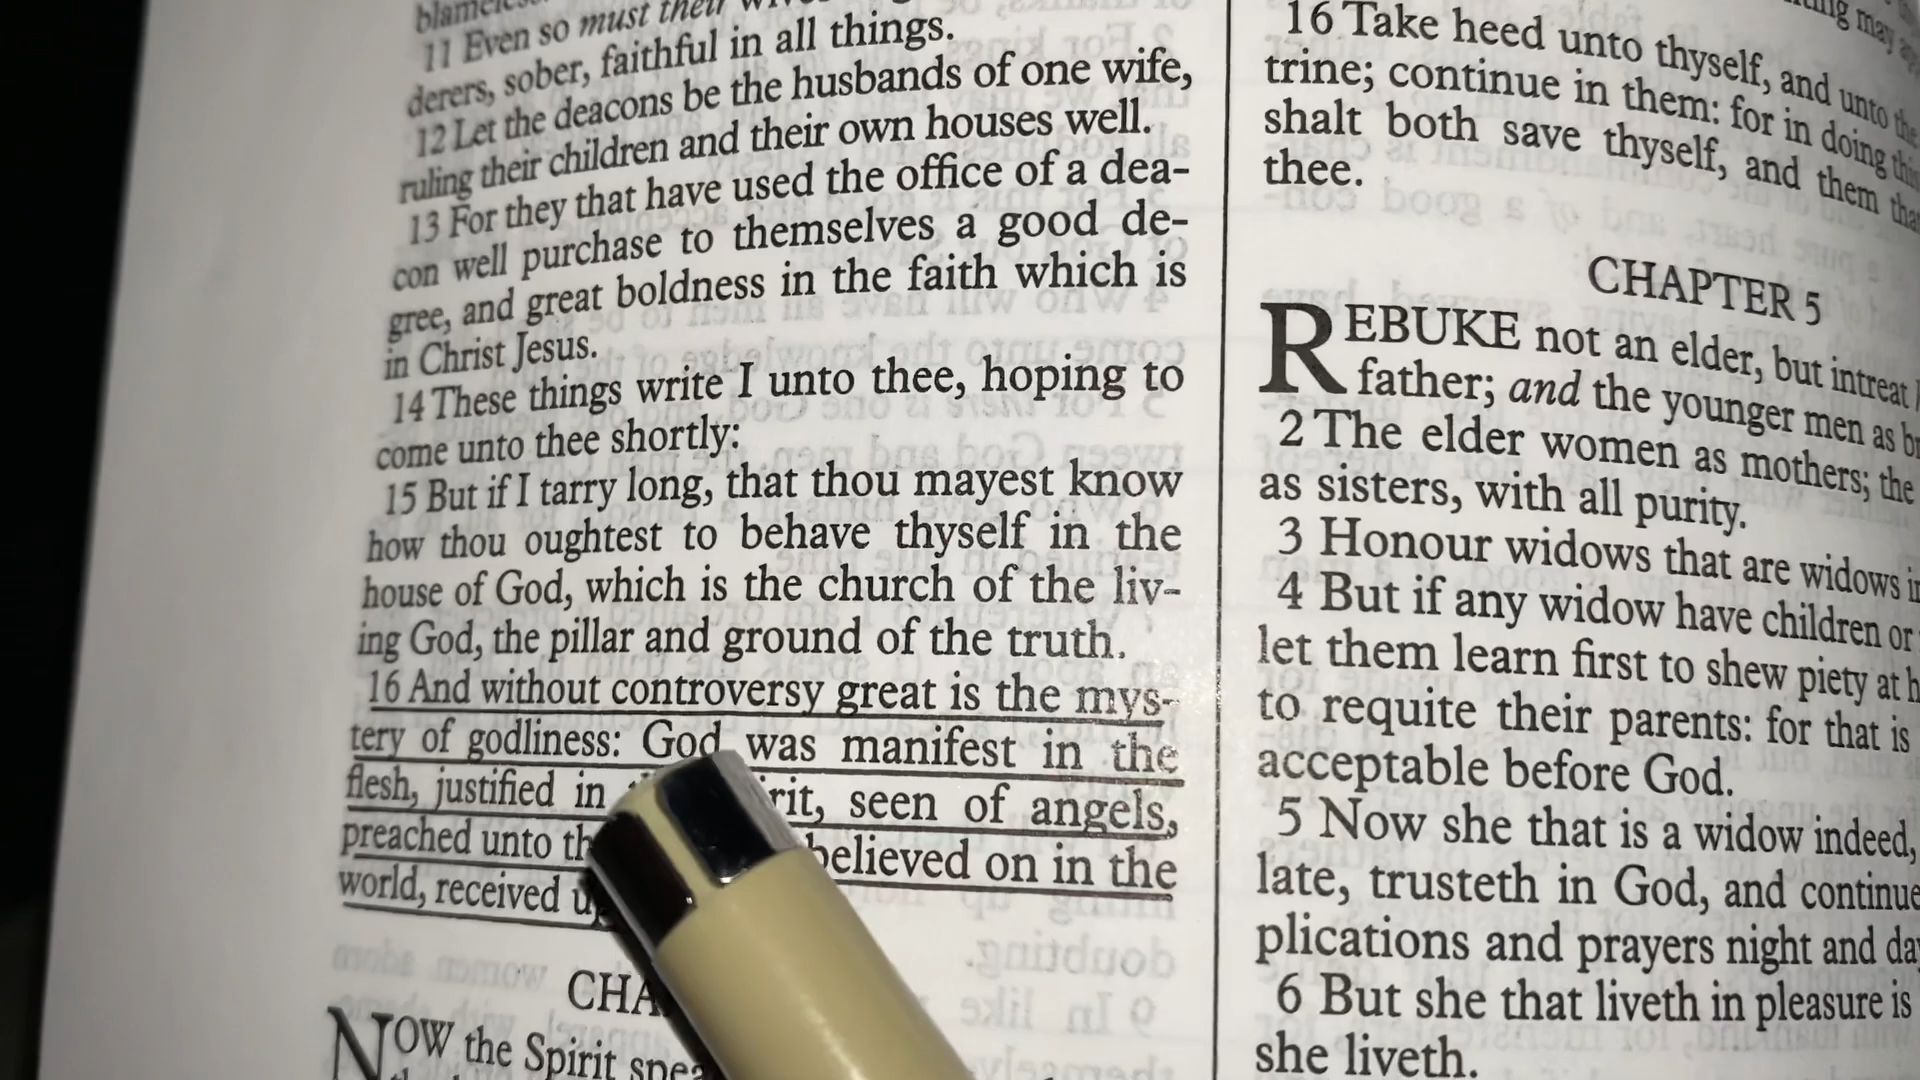 11 Even so must their
derers, sober, faithful in all things.
12 Let the deacons be the husbands of one wife,
ruling their children and their own houses well.
13 For they that have used the office of a dea-
con well purchase to themselves a good de-
gree, and great boldness in the faith which is
in Christ Jesus.
14 These things write I unto thee, hoping to
come unto thee shortly:
15 But if I tarry long, that thou mayest know
how thou oughtest to behave thyself in the
house of God, which is the church of the liv-
ing God, the pillar and ground of the truth.
16 And without controversy great is the mys-
tery of godliness: God was manifest in the
flesh, justified in rit, seen of angels,
preached unto th believed on in the
world, received u
CHA
NOW the Spirit spe
16 Take heed unto thyself, and unto the
trine; continue in them: for in doing this
shalt both save thyself, and them tha
thee.
CHAPTER 5
REBUKE not an elder, but intreat
father; and the younger men as br
2 The elder women as mothers; the
as sisters, with all purity.
3 Honour widows that are widows i
4 But if any widow have children or
let them learn first to shew piety at h
to requite their parents: for that is
acceptable before God.
5 Now she that is a widow indeed,
late, trusteth in God, and continue
plications and prayers night and da
6 But she that liveth in pleasure is
she liveth.